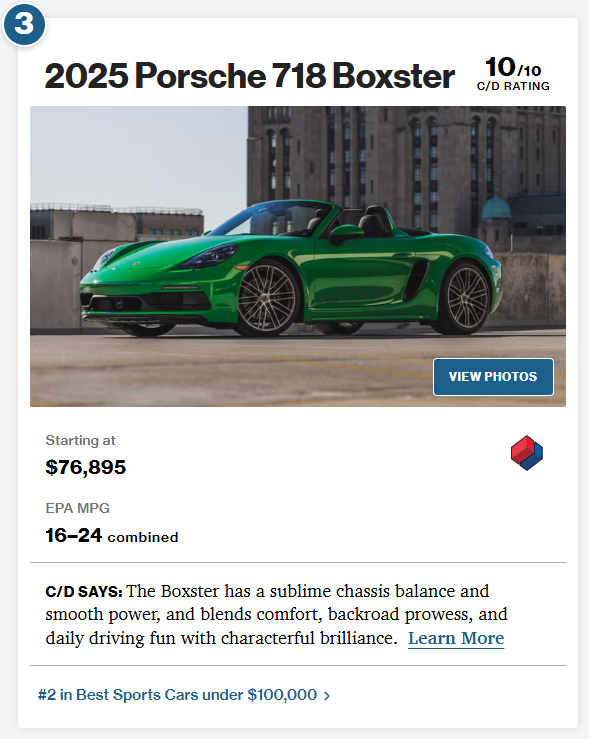 3
2025 Porsche 718 Boxster
10/10
C/D RATING
VIEW PHOTOS
Starting at
$76,895
EPA MPG
16–24 combined
C/D SAYS: The Boxster has a sublime chassis balance and
smooth power, and blends comfort, backroad prowess, and
daily driving fun with characterful brilliance. Learn More
#2 in Best Sports Cars under $100,000 >